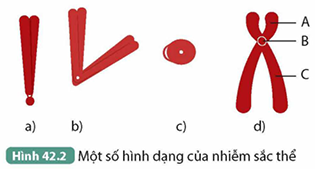 A
B
C
a)
b)
c)
d)
Hình 42.2 Một số hình dạng của nhiễm sắc thể